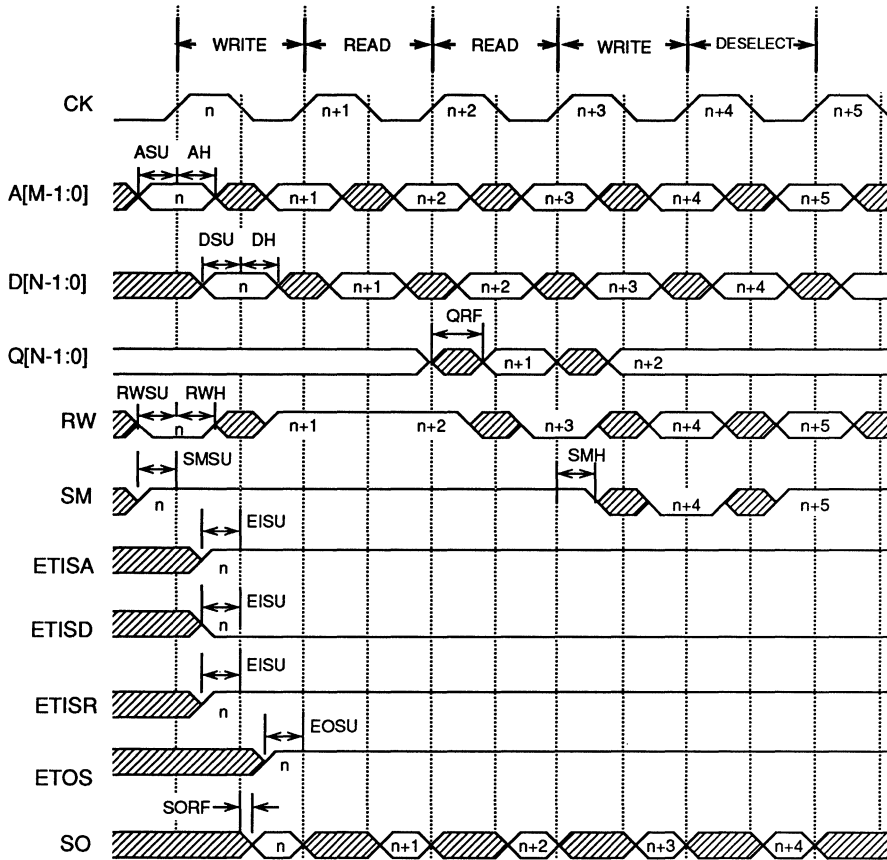 WRITE READ READ WRITE DESELECT
CK n n+1 n+2 n+3 n+4 n+5
ASU AH
A[M-1:0] n n+1 n+2 n+3 n+4 n+5
DSU DH
D[N-1:0] n n+1 n+2 n+3 n+4
QRF
Q[N-1:0] n+1 n+2
RWSU RWH
RW n n+1 n+2 n+3 n+4 n+5
SMSU SMH
SM n n+4 n+5
EISU
ETISA n
EISU
ETISD n
EISU
ETISR n
EOSU
ETOS n
SORF
SO n n+1 n+2 n+3 n+4